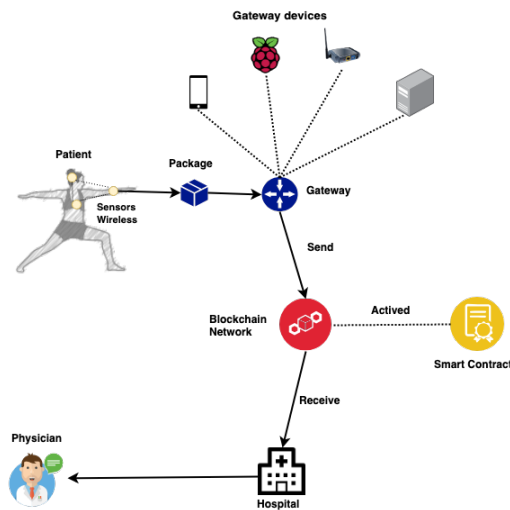 Gateway devices
Patient
Package
Sensors
Wireless
Gateway
Send
Blockchain
Network
Actived
Smart Contract
Receive
Physician
Hospital